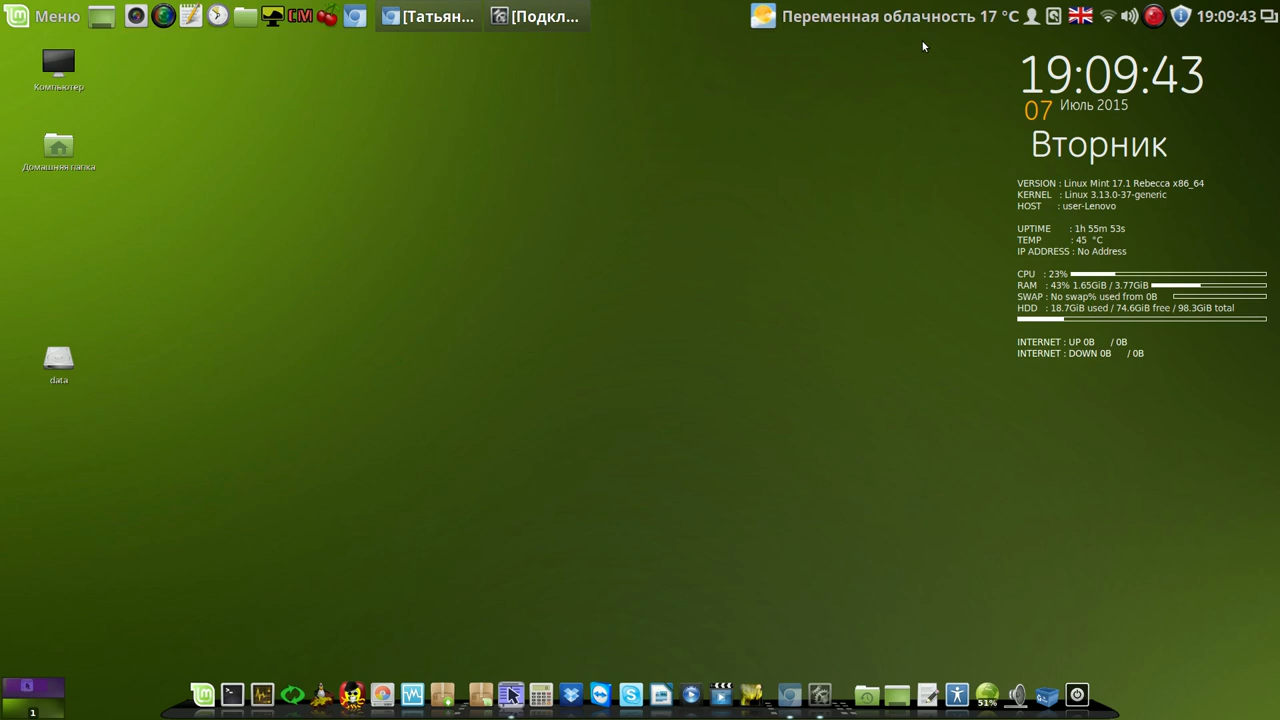 Меню
[Татьян...
[Подкл...
Переменная облачность 17 °C
19:09:43
Компьютер
Домашняя папка
data
19:09:43
07 Июль 2015
Вторник
VERSION : Linux Mint 17.1 Rebecca x86_64
KERNEL : Linux 3.13.0-37-generic
HOST : user-Lenovo
UPTIME : 1h 55m 53s
TEMP : 45 °C
IP ADDRESS : No Address
CPU : 23%
RAM : 43% 1.65GiB / 3.77GiB
SWAP : No swap% used from 0B
HDD : 18.7GiB used / 74.6GiB free / 98.3GiB total
INTERNET : UP 0B / 0B
INTERNET : DOWN 0B / 0B
1
51%